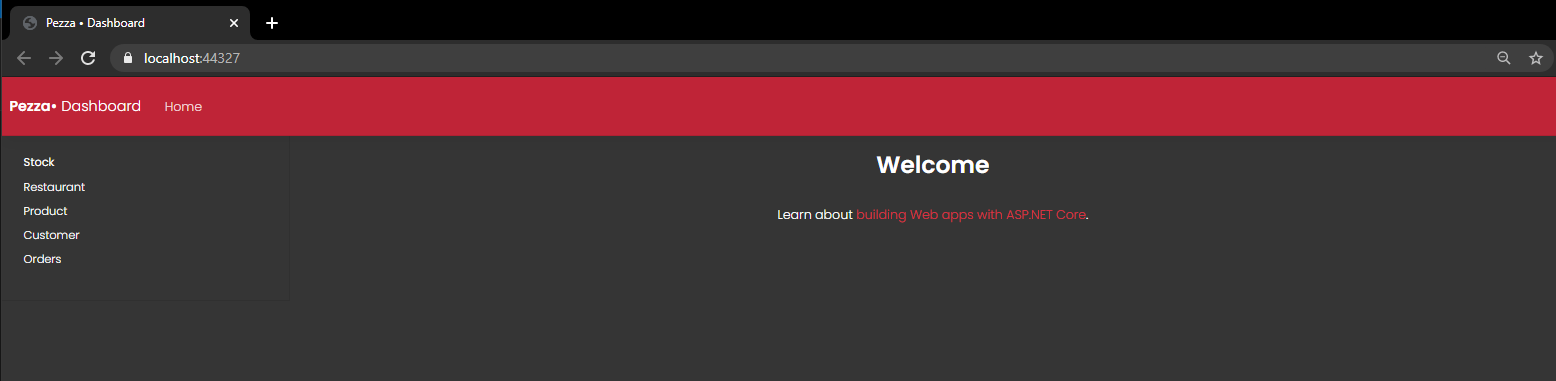 Pezza • Dashboard
localhost:44327
Pezza• Dashboard Home
Stock
Restaurant
Product
Customer
Orders
Welcome
Learn about building Web apps with ASP.NET Core.